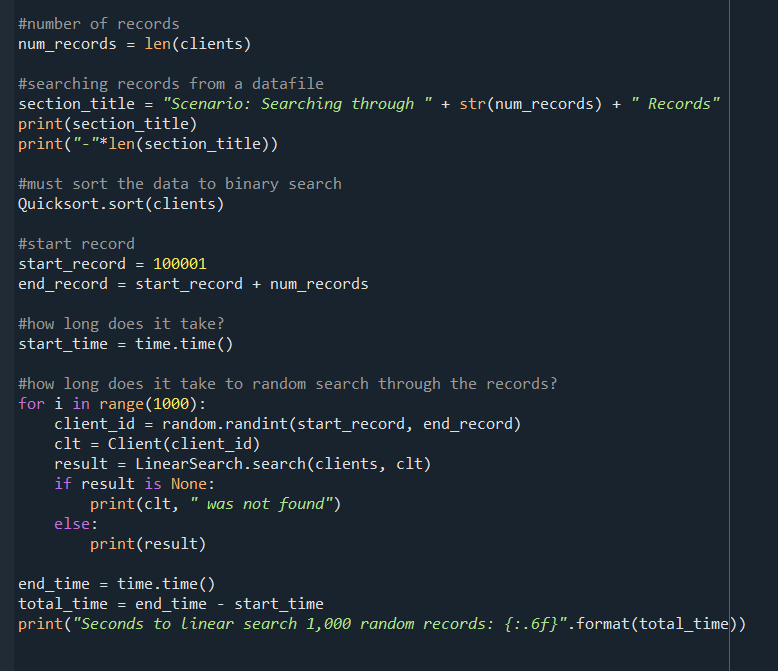 #number of records
num_records = len(clients)
#searching records from a datafile
section_title = "Scenario: Searching through " + str(num_records) + " Records"
print(section_title)
print("-"*len(section_title))
#must sort the data to binary search
Quicksort.sort(clients)
#start record
start_record = 100001
end_record = start_record + num_records
#how long does it take?
start_time = time.time()
#how long does it take to random search through the records?
for i in range(1000):
    client_id = random.randint(start_record, end_record)
    clt = Client(client_id)
    result = LinearSearch.search(clients, clt)
    if result is None:
        print(clt, " was not found")
    else:
        print(result)
end_time = time.time()
total_time = end_time - start_time
print("Seconds to linear search 1,000 random records: {:.6f}".format(total_time))